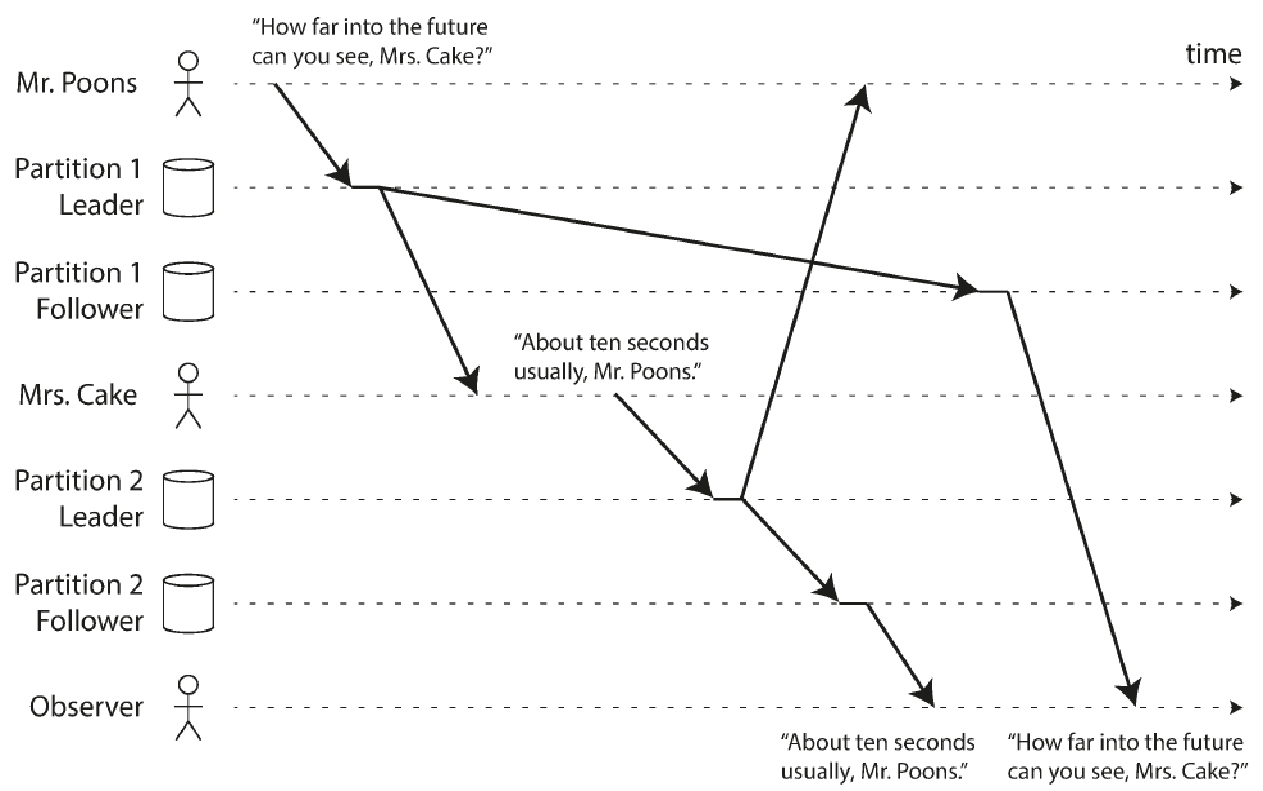 “How far into the future
can you see, Mrs. Cake?”
time
Mr. Poons
Partition 1
Leader
Partition 1
Follower
“About ten seconds
usually, Mr. Poons.”
Mrs. Cake
Partition 2
Leader
Partition 2
Follower
Observer
“About ten seconds
usually, Mr. Poons.”
“How far into the future
can you see, Mrs. Cake?”